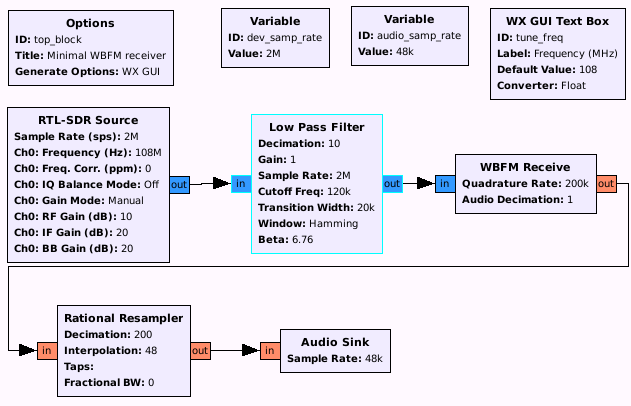 Options
ID: top_block
Title: Minimal WBFM receiver
Generate Options: WX GUI
Variable
ID: dev_samp_rate
Value: 2M
Variable
ID: audio_samp_rate
Value: 48k
WX GUI Text Box
ID: tune_freq
Label: Frequency (MHz)
Default Value: 108
Converter: Float
RTL-SDR Source
Sample Rate (sps): 2M
Ch0: Frequency (Hz): 108M
Ch0: Freq. Corr. (ppm): 0
Ch0: IQ Balance Mode: Off
Ch0: Gain Mode: Manual
Ch0: RF Gain (dB): 10
Ch0: IF Gain (dB): 20
Ch0: BB Gain (dB): 20
out
in
Low Pass Filter
Decimation: 10
Gain: 1
Sample Rate: 2M
Cutoff Freq: 120k
Transition Width: 20k
Window: Hamming
Beta: 6.76
out
in
WBFM Receive
Quadrature Rate: 200k
Audio Decimation: 1
out
in
Rational Resampler
Decimation: 200
Interpolation: 48
Taps:
Fractional BW: 0
out
in
Audio Sink
Sample Rate: 48k